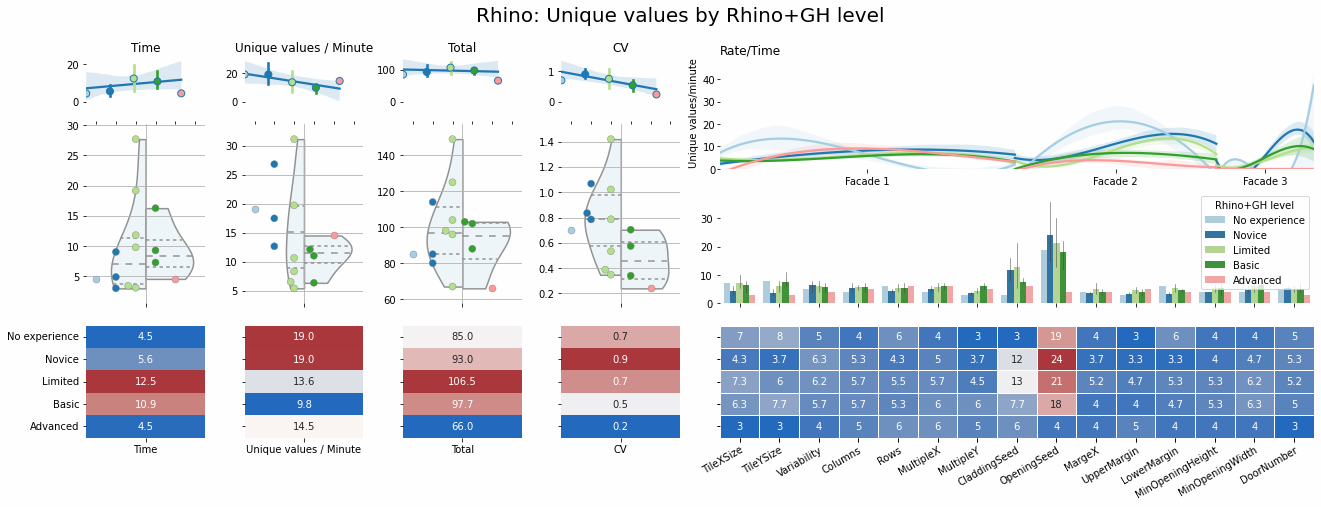 Rhino: Unique values by Rhino+GH level
Time
Unique values / Minute
Total
CV
Rate/Time
20
0
20
0
100
0
1
0
Unique values/minute
40
30
20
10
0
Facade 1
Facade 2
Facade 3
30
25
20
15
10
5
30
25
20
15
10
5
140
120
100
80
60
1.4
1.2
1.0
0.8
0.6
0.4
0.2
30
20
10
0
Rhino+GH level
No experience
Novice
Limited
Basic
Advanced
No experience 4.5 19.0 85.0 0.7 7 8 5 4 6 4 3 3 19 4 3 6 4 4 5
Novice 5.6 19.0 93.0 0.9 4.3 3.7 6.3 5.3 4.3 5 3.7 12 24 3.7 3.3 3.3 4 4.7 5.3
Limited 12.5 13.6 106.5 0.7 7.3 6 6.2 5.7 5.5 5.7 4.5 13 21 5.2 4.7 5.3 5.3 6.2 5.2
Basic 10.9 9.8 97.7 0.5 6.3 7.7 5.7 5.7 5.3 6 6 7.7 18 4 4 4.7 5.3 6.3 5
Advanced 4.5 14.5 66.0 0.2 3 3 4 5 6 6 5 6 4 4 5 4 4 4 3
Time
Unique values / Minute
Total
CV
TileXSize
TileYSize
Variability
Columns
Rows
MultipleX
MultipleY
CladdingSeed
OpeningSeed
MargeX
UpperMargin
LowerMargin
MinOpeningHeight
MinOpeningWidth
DoorNumber